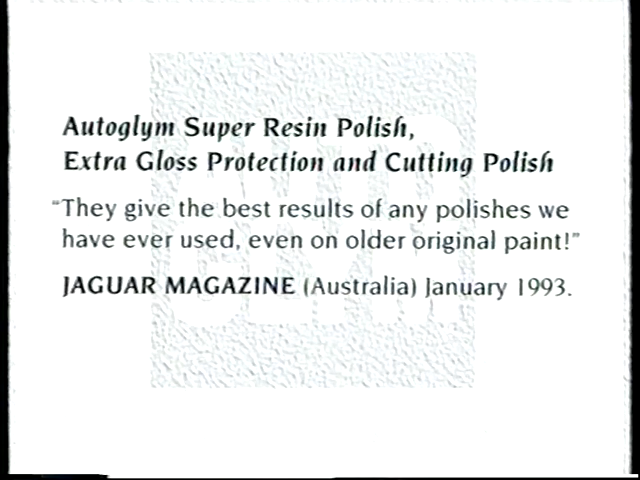 Autoglym Super Resin Polish,
Extra Gloss Protection and Cutting Polish
“They give the best results of any polishes we
have ever used, even on older original paint!”
JAGUAR MAGAZINE (Australia) January 1993.